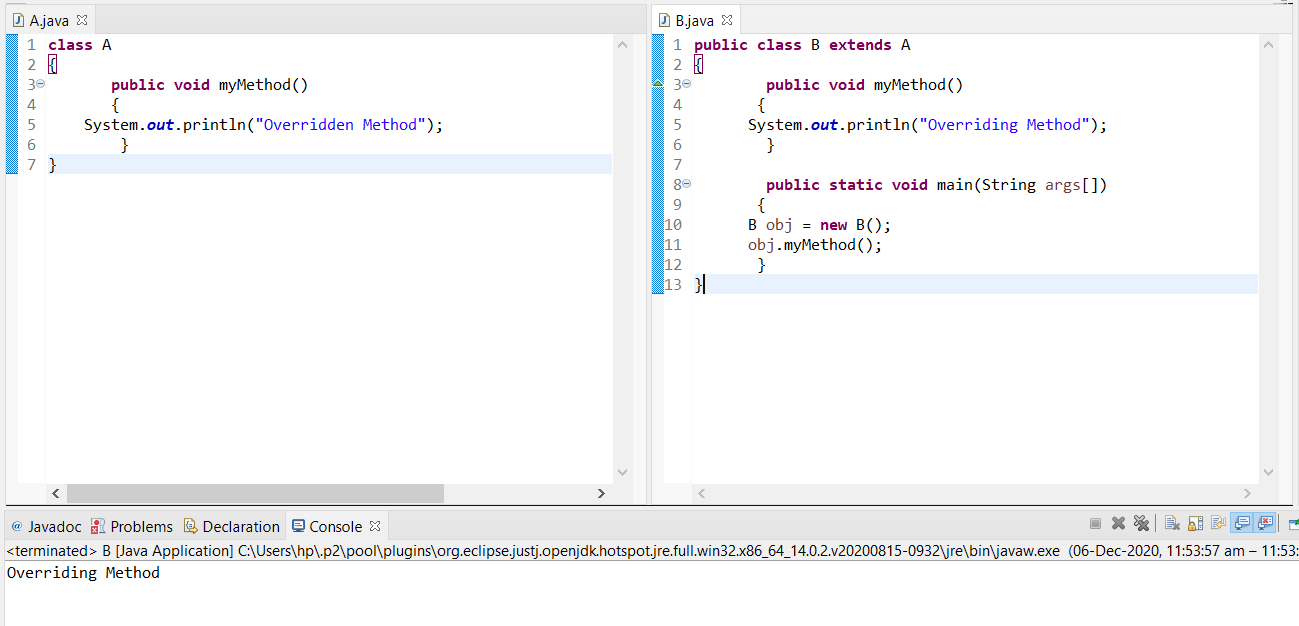 A.java
1 class A
2 {
3 public void myMethod()
4 {
5 System.out.println("Overridden Method");
6 }
7 }
B.java
1 public class B extends A
2 {
3 public void myMethod()
4 {
5 System.out.println("Overriding Method");
6 }
7
8 public static void main(String args[])
9 {
10 B obj = new B();
11 obj.myMethod();
12 }
13 }
@ Javadoc Problems Declaration Console
<terminated> B [Java Application] C:\Users\hp\.p2\pool\plugins\org.eclipse.justj.openjdk.hotspot.jre.full.win32.x86_64_14.0.2.v20200815-0932\jre\bin\javaw.exe (06-Dec-2020, 11:53:57 am – 11:53:
Overriding Method